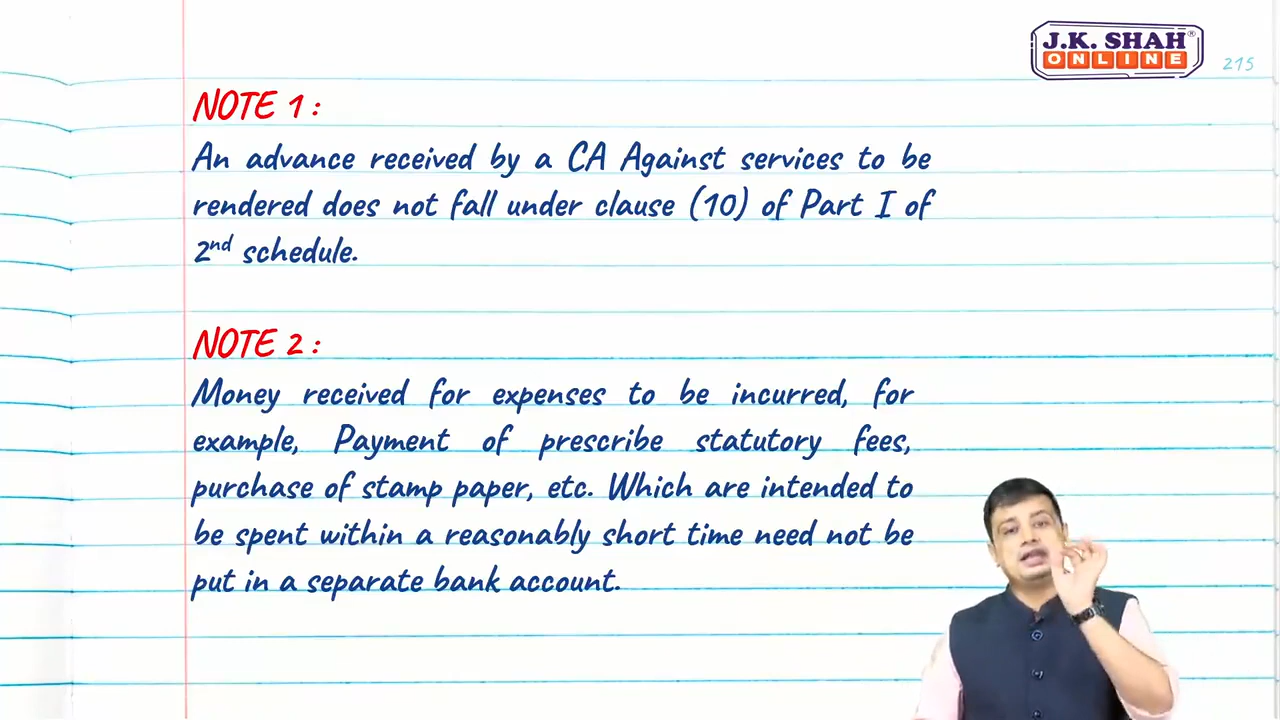 J.K. SHAH®
ONLINE
215
NOTE 1 :
An advance received by a CA Against services to be
rendered does not fall under clause (10) of Part I of
2nd schedule.
NOTE 2 :
Money received for expenses to be incurred, for
example, Payment of prescribe statutory fees,
purchase of stamp paper, etc. Which are intended to
be spent within a reasonably short time need not be
put in a separate bank account.